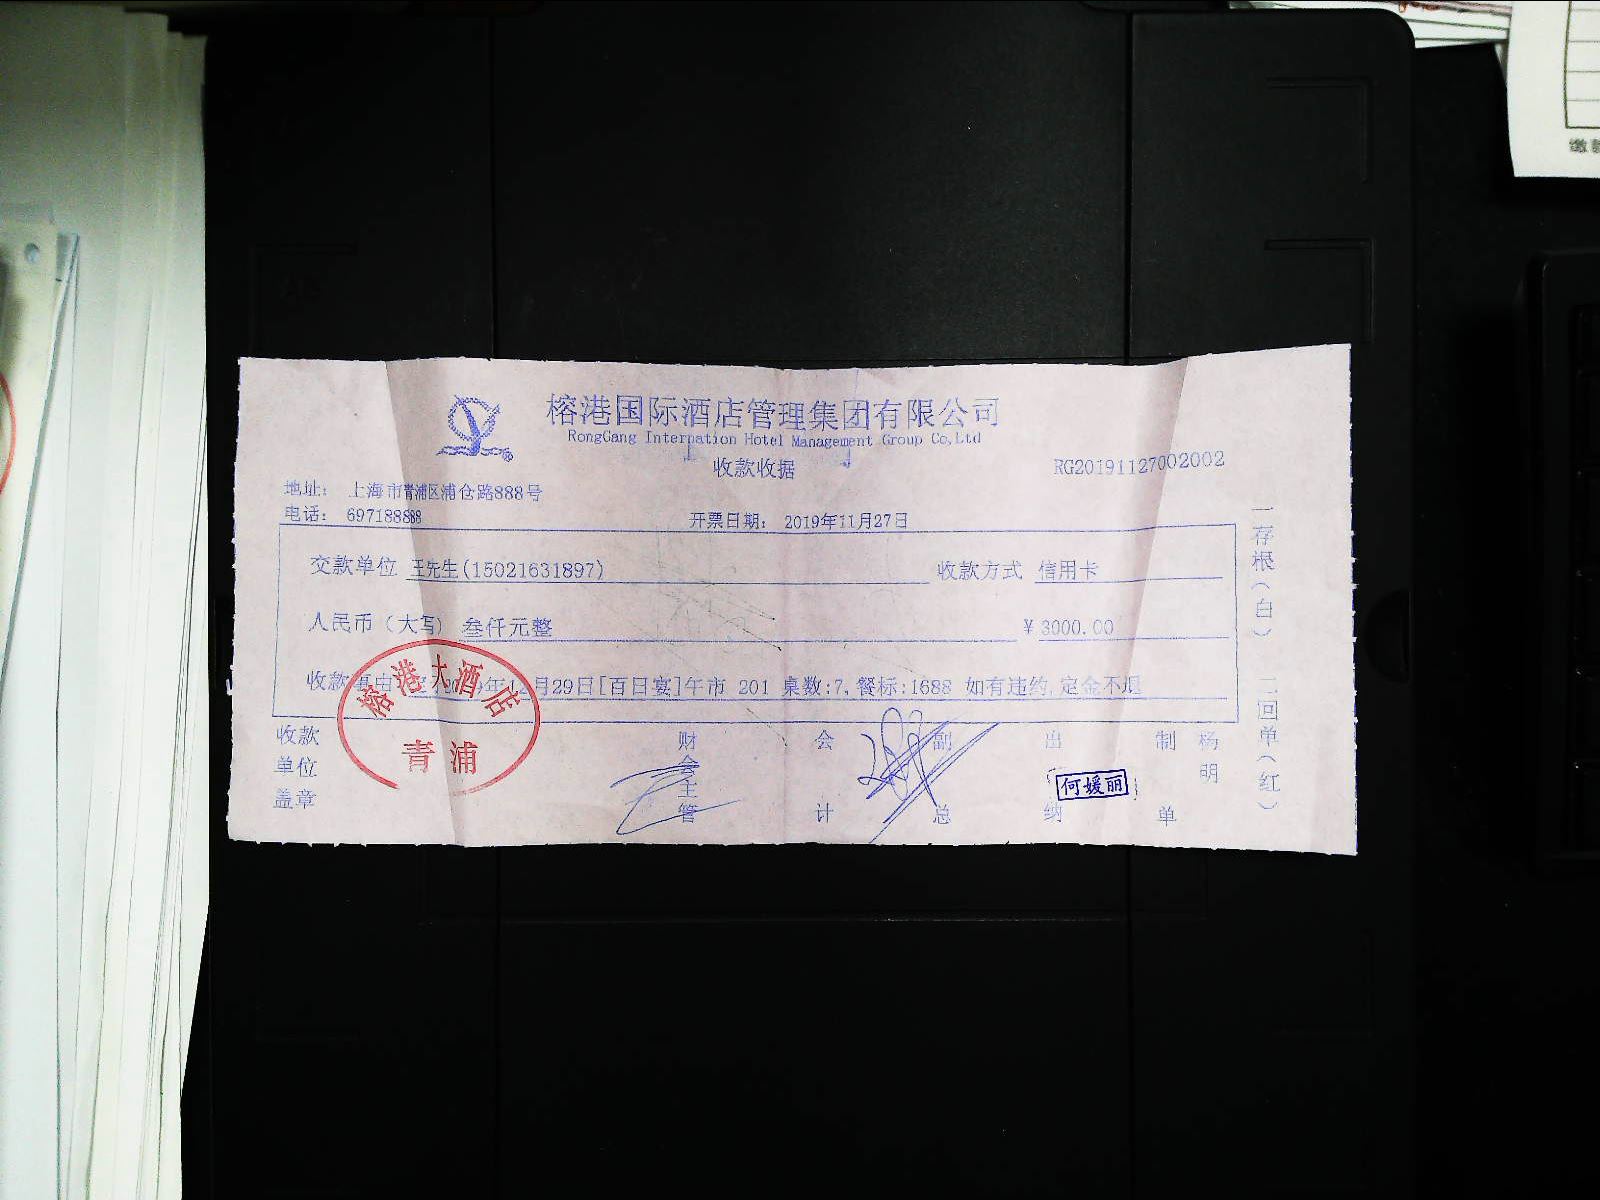 榕港国际酒店管理集团有限公司
RongGang Internation Hotel Management Group Co,Ltd
收款收据
RG20191127002002
地址： 上海市青浦区浦仓路888号
电话： 697188888
开票日期： 2019年11月27日
交款单位 王先生(15021631897) 收款方式 信用卡
人民币（大写） 叁仟元整 ￥3000.00
收款事由 年12月29日[百日宴]午市 201 桌数:7,餐标:1688 如有违约,定金不退
收款单位盖章
财会主管
会计
副总
出纳
何媛丽
制单
杨明
榕港大酒店
青浦
一存根（白）
二回单（红）